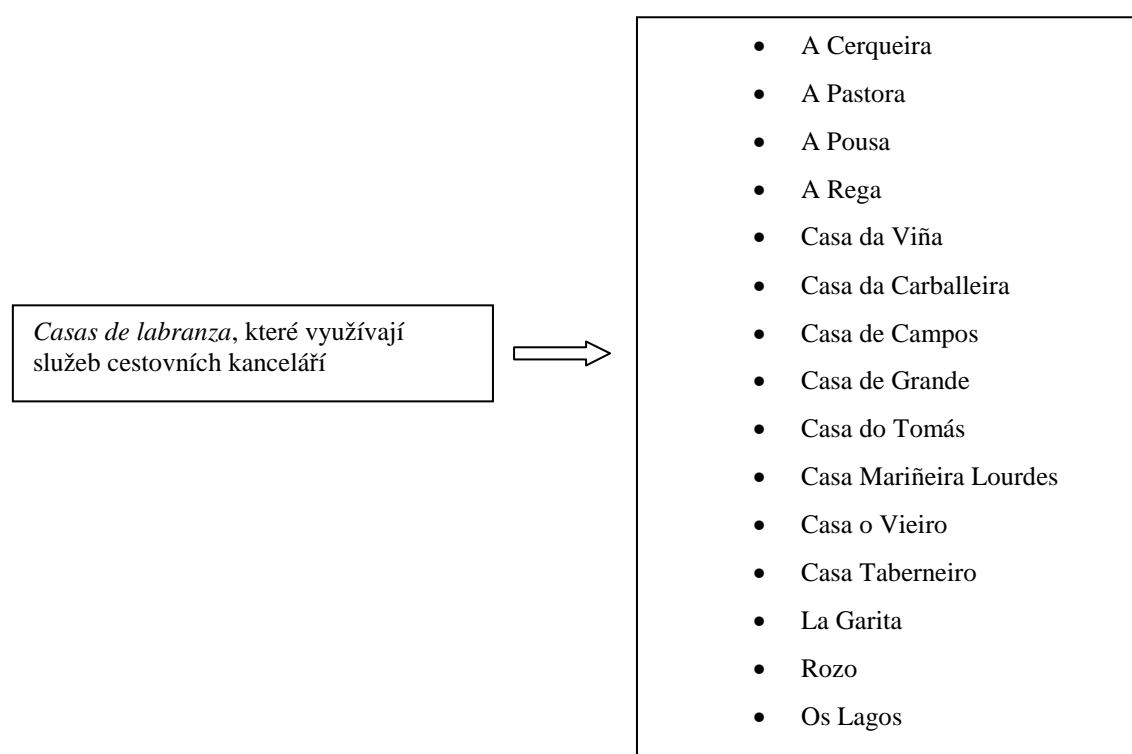 Casas de labranza, které využívají
služeb cestovních kanceláří
• A Cerqueira
• A Pastora
• A Pousa
• A Rega
• Casa da Viña
• Casa da Carballeira
• Casa de Campos
• Casa de Grande
• Casa do Tomás
• Casa Mariñeira Lourdes
• Casa o Vieiro
• Casa Taberneiro
• La Garita
• Rozo
• Os Lagos